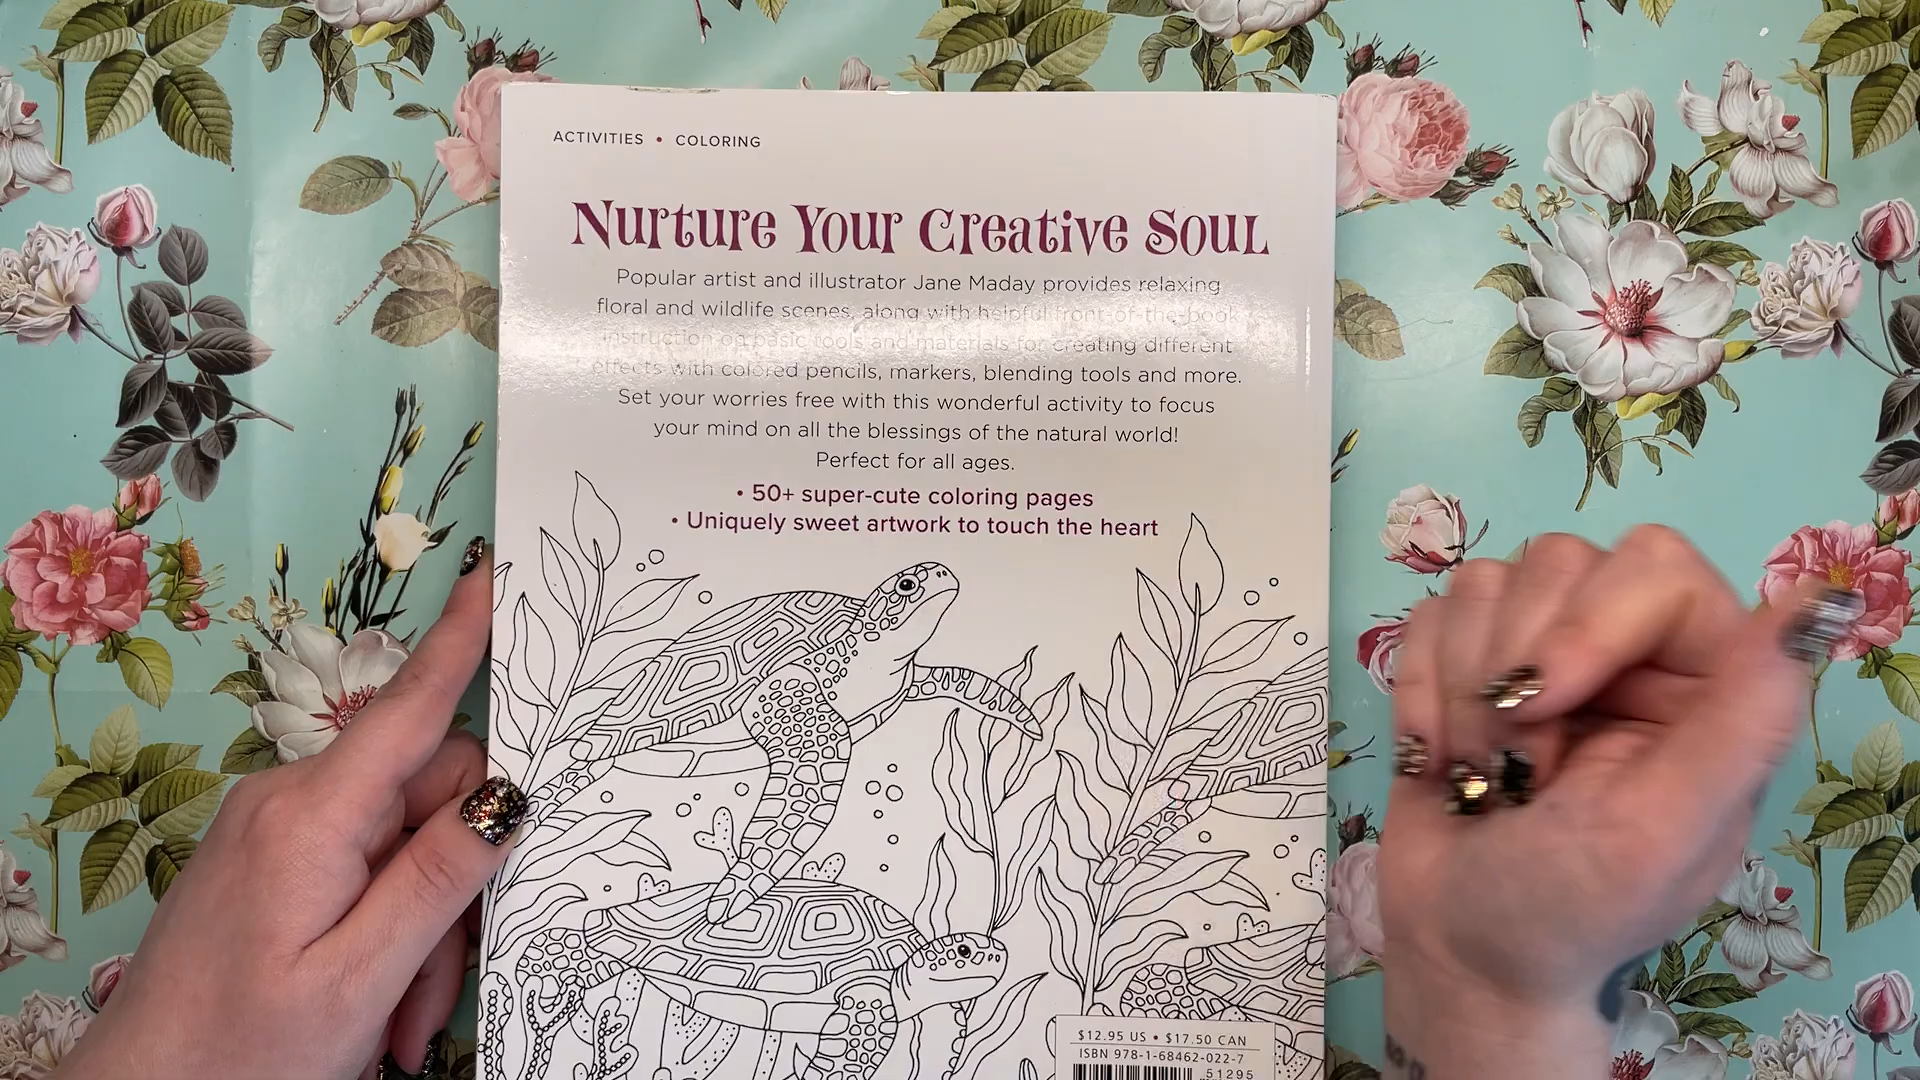 ACTIVITIES • COLORING
Nurture Your Creative Soul
Popular artist and illustrator Jane Maday provides relaxing
floral and wildlife scenes, along with helpful front-of-the-book
instruction on basic tools and materials for creating different
effects with colored pencils, markers, blending tools and more.
Set your worries free with this wonderful activity to focus
your mind on all the blessings of the natural world!
Perfect for all ages.
• 50+ super-cute coloring pages
• Uniquely sweet artwork to touch the heart
$12.95 US • $17.50 CAN
ISBN 978-1-68462-022-7
51295